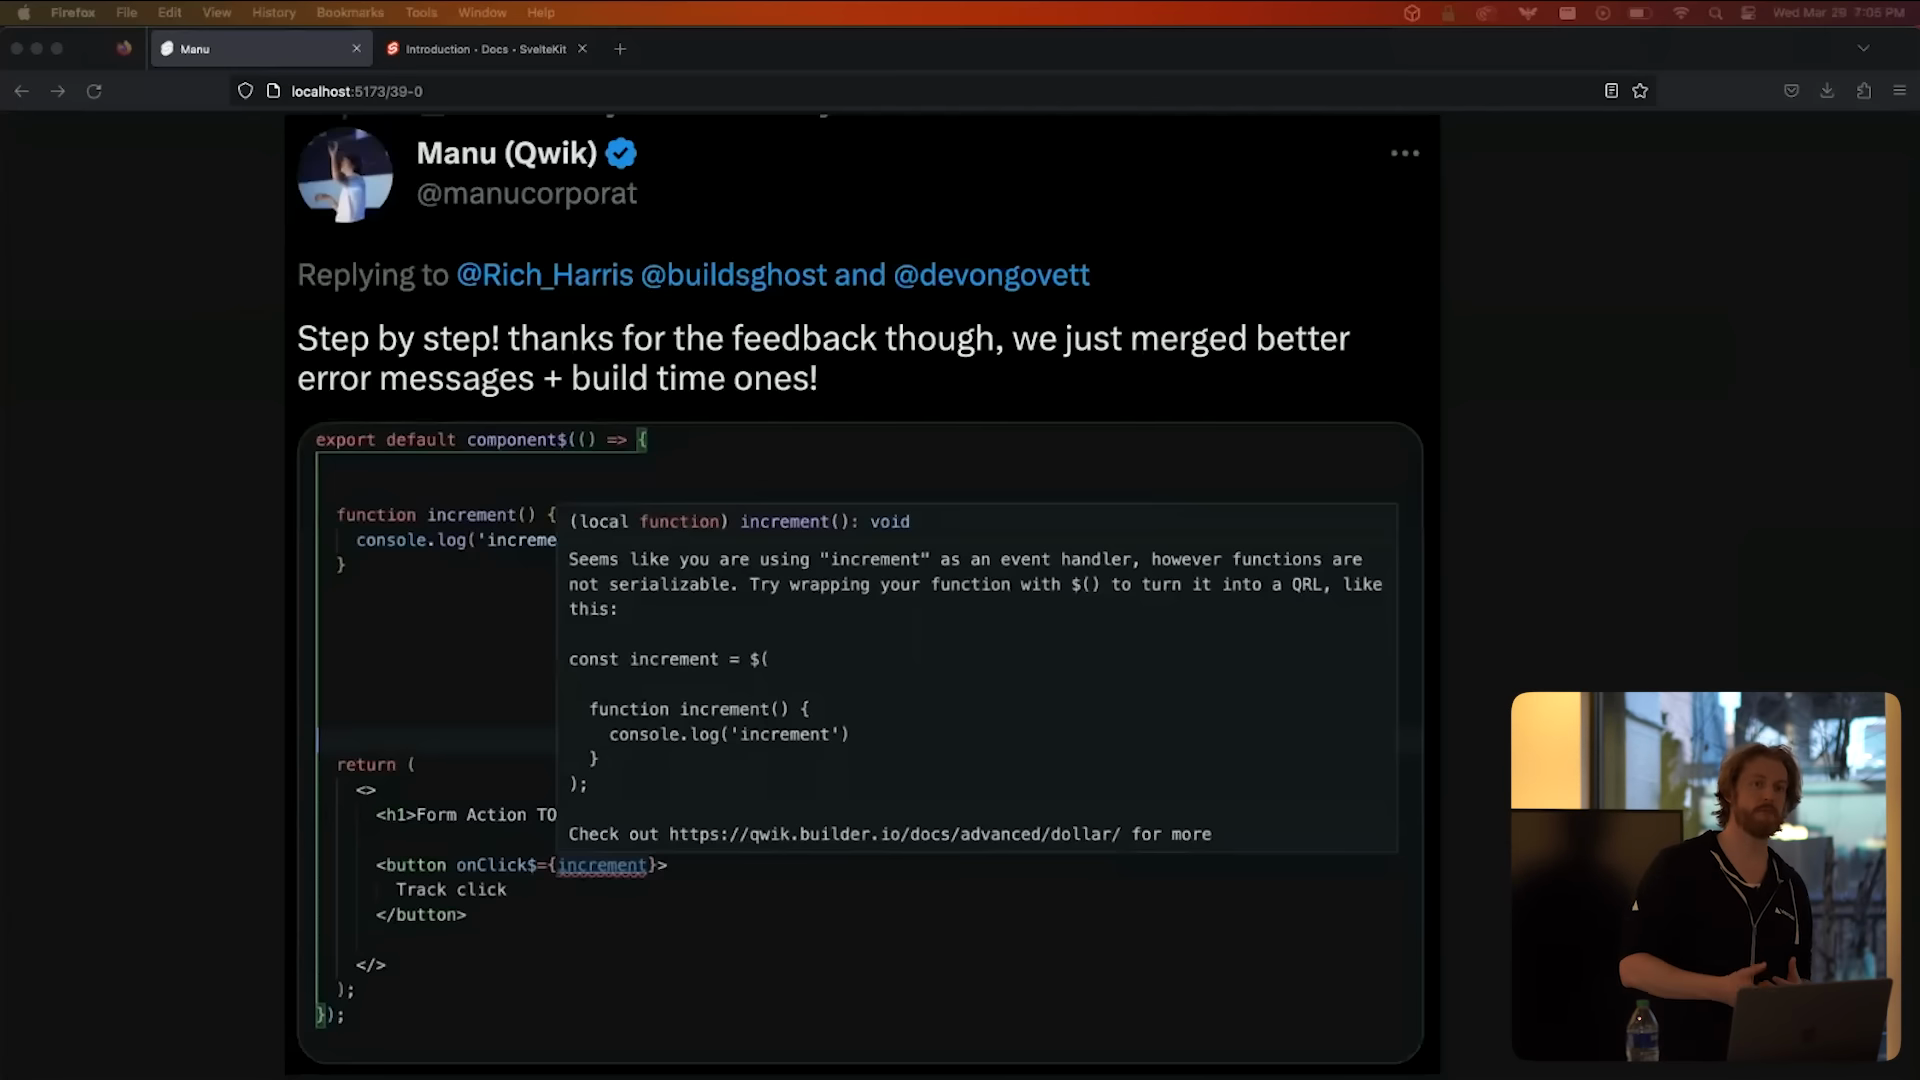 Firefox File Edit View History Bookmarks Tools Window Help Wed Mar 29 7:05 PM
Manu Introduction • Docs • SvelteKit
localhost:5173/39-0
Manu (Qwik)
@manucorporat
Replying to @Rich_Harris @buildsghost and @devongovett
Step by step! thanks for the feedback though, we just merged better
error messages + build time ones!
export default component$(() => {
function increment() {
console.log('increme
}
(local function) increment(): void
Seems like you are using "increment" as an event handler, however functions are
not serializable. Try wrapping your function with $() to turn it into a QRL, like
this:
const increment = $(
function increment() {
console.log('increment')
}
);
Check out https://qwik.builder.io/docs/advanced/dollar/ for more
return (
<>
<h1>Form Action TO
<button onClick$={increment}>
Track click
</button>
</>
);
});